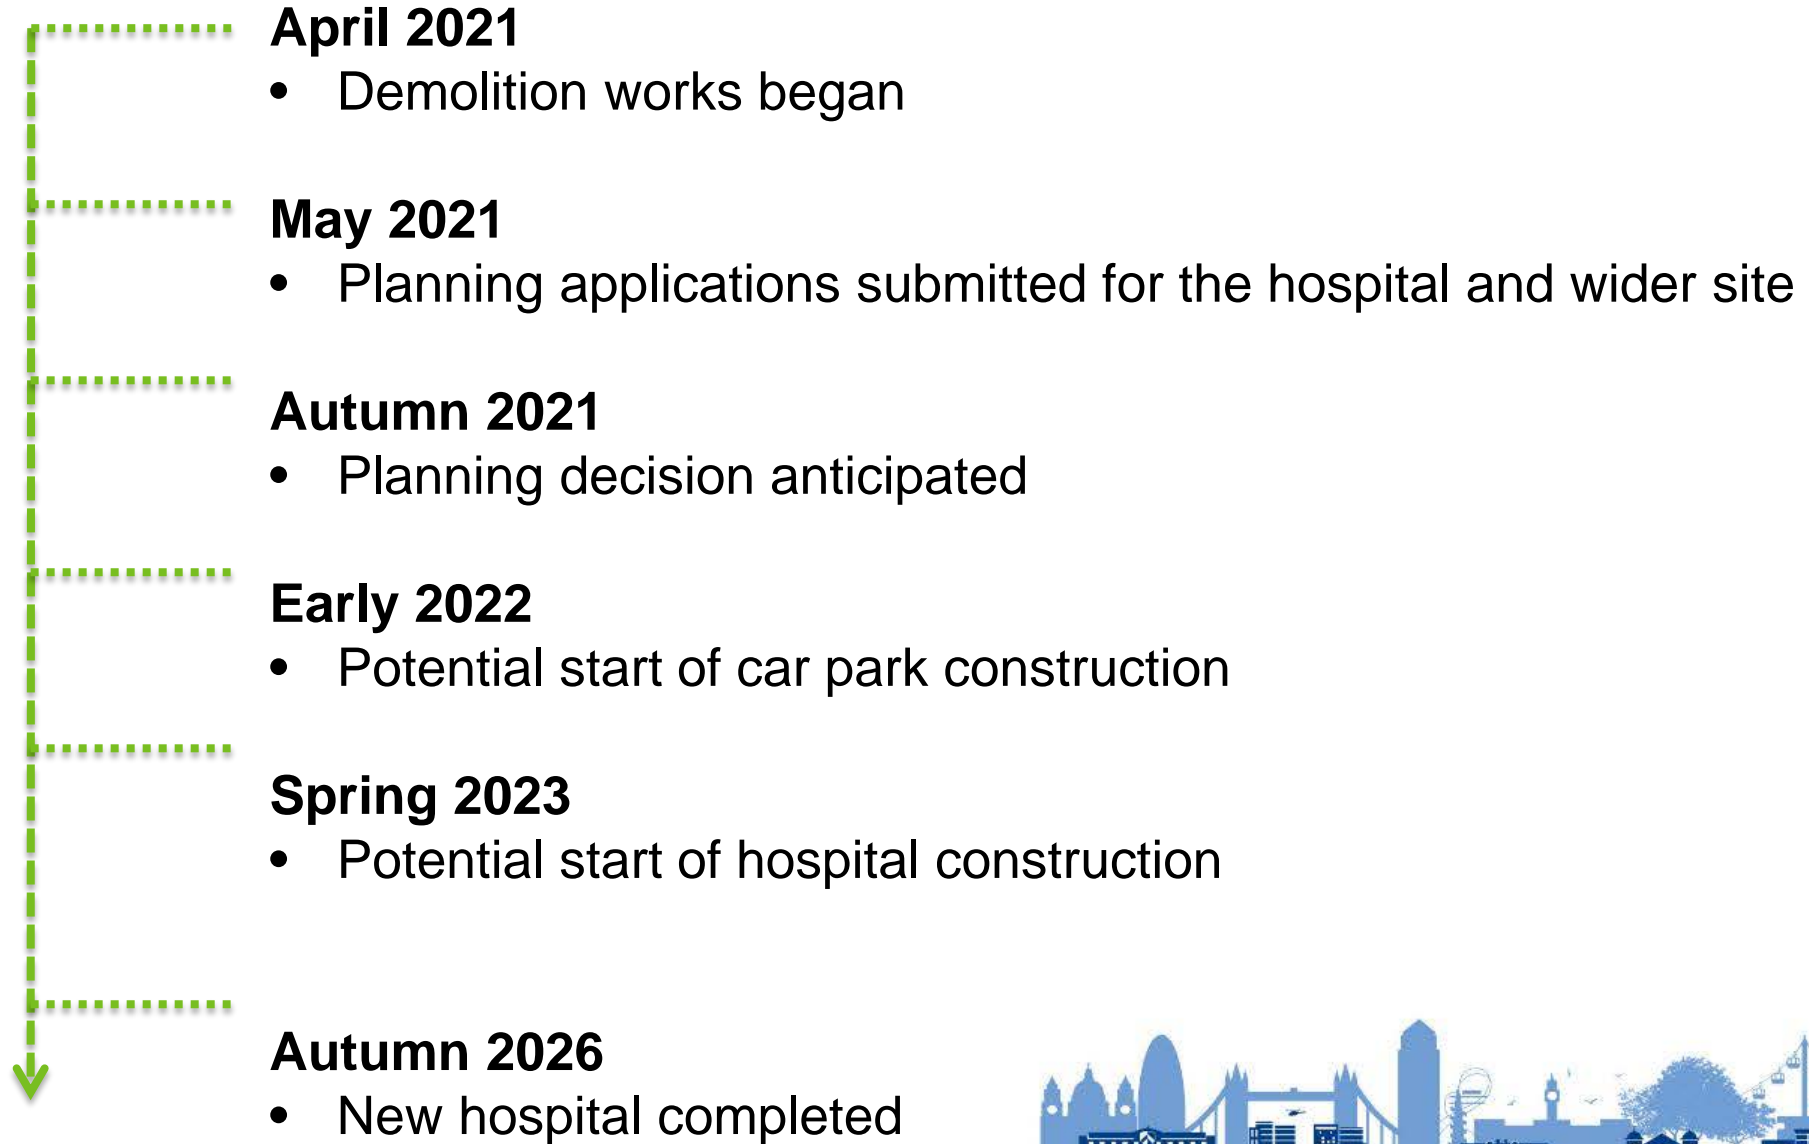 April 2021
• Demolition works began
May 2021
• Planning applications submitted for the hospital and wider site
Autumn 2021
• Planning decision anticipated
Early 2022
• Potential start of car park construction
Spring 2023
• Potential start of hospital construction
Autumn 2026
• New hospital completed